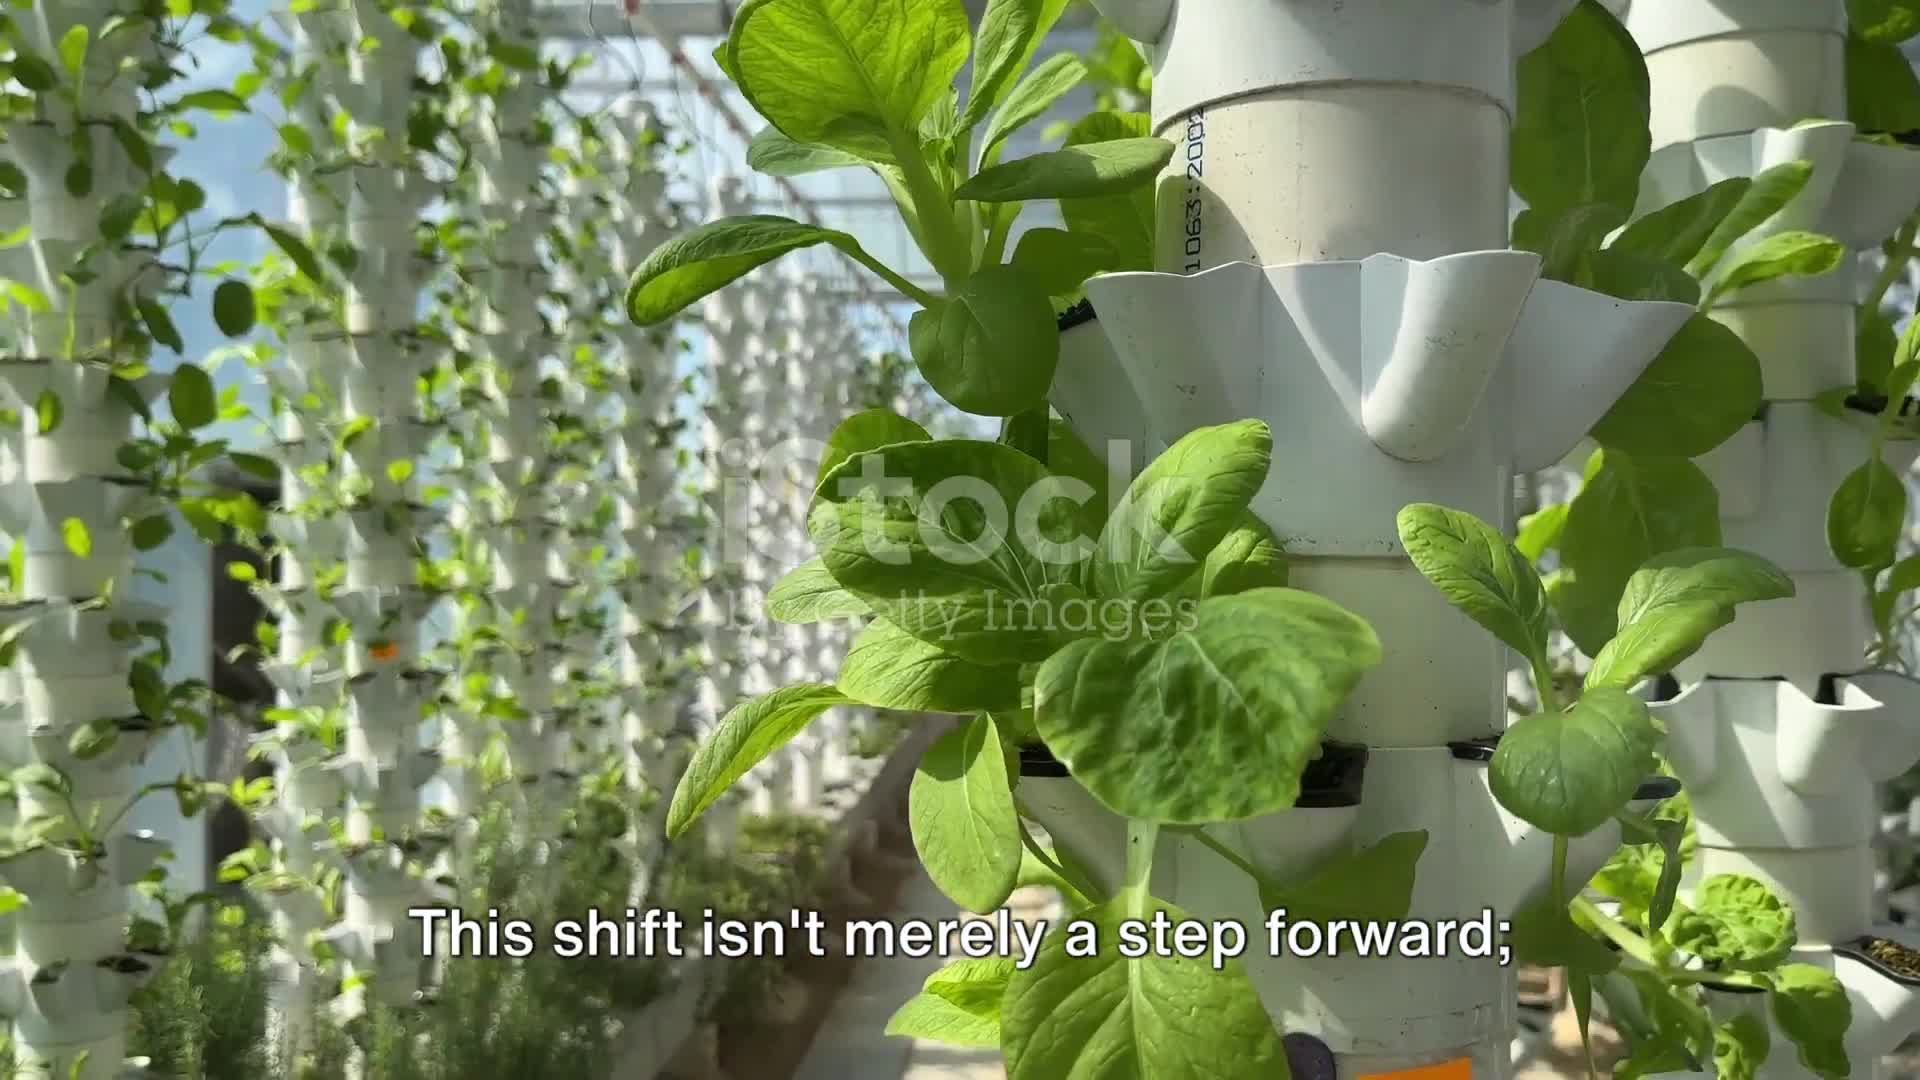 1063:2002
iStock
by Getty Images
This shift isn't merely a step forward;